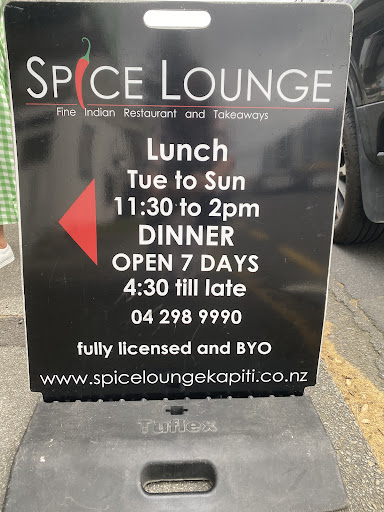 SPICE LOUNGE
Fine Indian Restaurant and Takeaways
Lunch
Tue to Sun
11:30 to 2pm
DINNER
OPEN 7 DAYS
4:30 till late
04 298 9990
fully licensed and BYO
www.spiceloungekapiti.co.nz
Tuflex